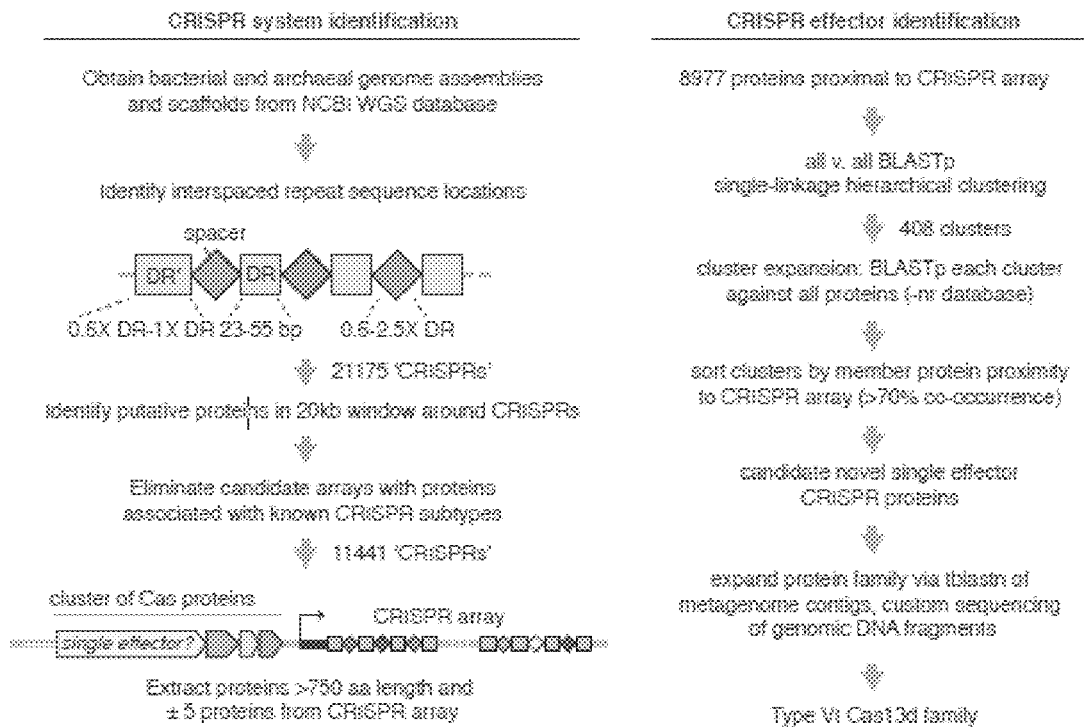 CRISPR system identification
Obtain bacterial and archaeal genome assemblies
and scaffolds from NCBI WGS database
Identify interspaced repeat sequence locations
spacer
DR*
DR
0.6X DR-1X DR 23-55 bp 0.6-2.5X DR
21175 'CRISPRs'
Identify putative proteins in 20kb window around CRISPRs
Eliminate candidate arrays with proteins
associated with known CRISPR subtypes
11441 'CRISPRs'
cluster of Cas proteins
CRISPR array
single effector?
Extract proteins >750 aa length and
± 5 proteins from CRISPR array
CRISPR effector identification
8977 proteins proximal to CRISPR array
all v. all BLASTp
single-linkage hierarchical clustering
408 clusters
cluster expansion: BLASTp each cluster
against all proteins (-nr database)
sort clusters by member protein proximity
to CRISPR array (>70% co-occurrence)
candidate novel single effector
CRISPR proteins
expand protein family via tblastn of
metagenome contigs, custom sequencing
of genomic DNA fragments
Type VI Cas13d family